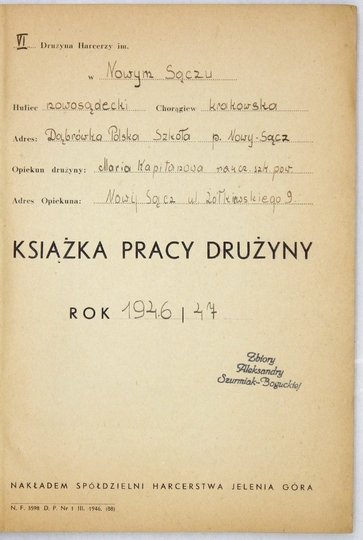 VI Drużyna Harcerzy im.
w Nowym Sączu
Hufiec nowosądecki Chorągiew krakowska
Adres: Dąbrówka Polska Szkoła p. Nowy-Sącz
Opiekun drużyny: Maria Kapitanowa naucz. szk. pow.
Adres Opiekuna: Nowy Sącz ul. Żółkiewskiego 9
KSIĄŻKA PRACY DRUŻYNY
ROK 1946 | 47
Zbiory
Aleksandry
Szurmiak-Boguckiej
NAKŁADEM SPÓŁDZIELNI HARCERSTWA JELENIA GÓRA
N. F. 3598 D. P. Nr 1 III. 1946. (88)